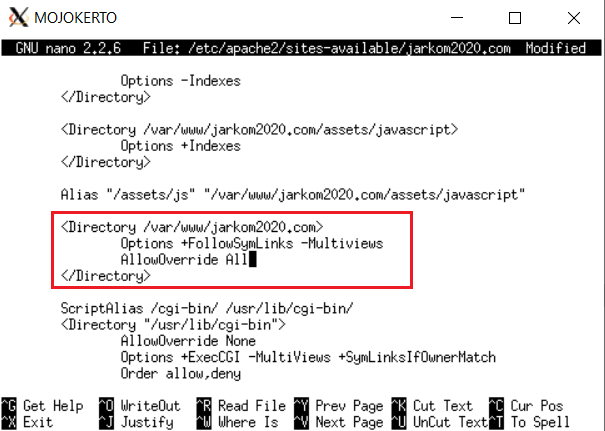 MOJOKERTO
GNU nano 2.2.6 File: /etc/apache2/sites-available/jarkom2020.com Modified
Options -Indexes
</Directory>
<Directory /var/www/jarkom2020.com/assets/javascript>
Options +Indexes
</Directory>
Alias "/assets/js" "/var/www/jarkom2020.com/assets/javascript"
<Directory /var/www/jarkom2020.com>
Options +FollowSymLinks -Multiviews
AllowOverride All
</Directory>
ScriptAlias /cgi-bin/ /usr/lib/cgi-bin/
<Directory "/usr/lib/cgi-bin">
AllowOverride None
Options +ExecCGI -MultiViews +SymLinksIfOwnerMatch
Order allow,deny
^G Get Help ^O WriteOut ^R Read File ^Y Prev Page ^K Cut Text ^C Cur Pos
^X Exit ^J Justify ^W Where Is ^V Next Page ^U UnCut Text ^T To Spell